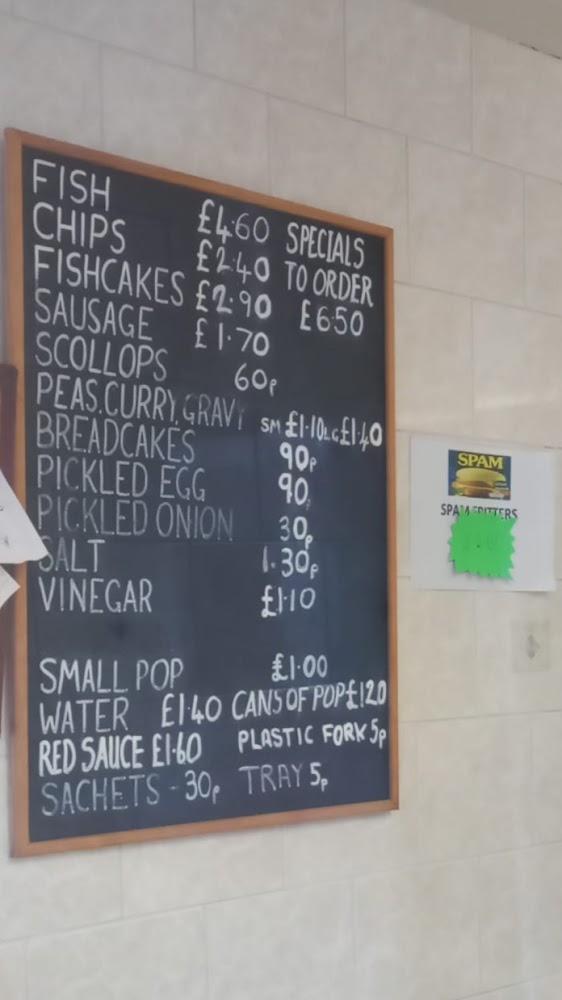 FISH £4.60
CHIPS £2.40
FISHCAKES £2.90
SAUSAGE £1.70
SCOLLOPS 60p
PEAS.CURRY.GRAVY SM £1.10 LG £1.40
BREADCAKES 90p
PICKLED EGG 90p
PICKLED ONION 30p
SALT 1.30p
VINEGAR £1.10
SPECIALS
TO ORDER
£6.50
SMALL POP £1.00
WATER £1.40 CANS OF POP £1.20
RED SAUCE £1.60 PLASTIC FORK 5p
SACHETS - 30p TRAY 5p
SPAM
SPAM FRITTERS